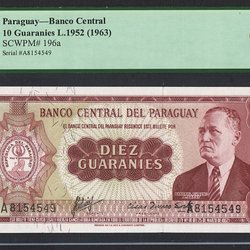 Paraguay—Banco Central
10 Guaranies L.1952 (1963)
SCWPM# 196a
Serial #A8154549
BANCO CENTRAL DEL PARAGUAY
EL BANCO CENTRAL DEL PARAGUAY RECONOCE ESTE BILLETE POR
DIEZ
GUARANIES
A8154549
A8154549